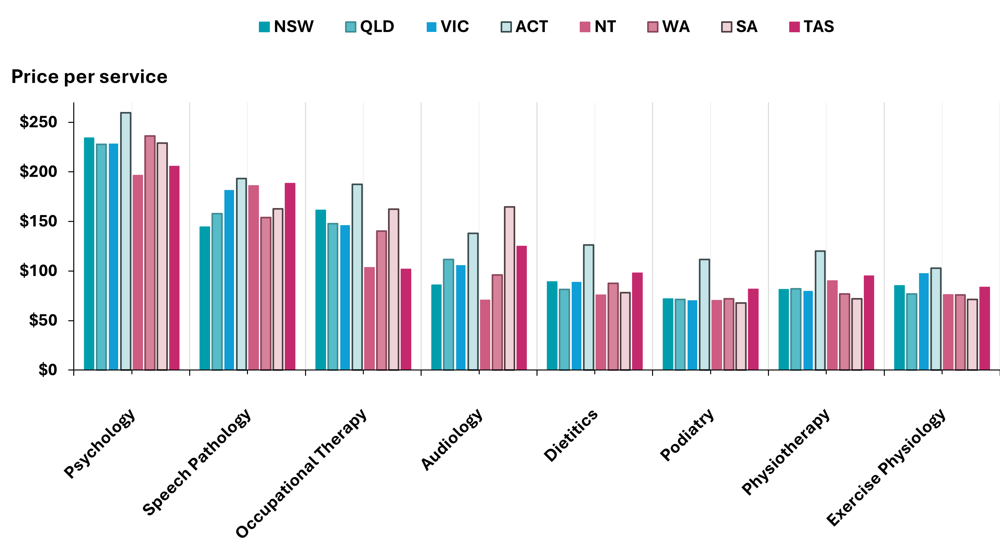 NSW QLD VIC ACT NT WA SA TAS
Price per service
$250
$200
$150
$100
$50
$0
Psychology
Speech Pathology
Occupational Therapy
Audiology
Dietitics
Podiatry
Physiotherapy
Exercise Physiology